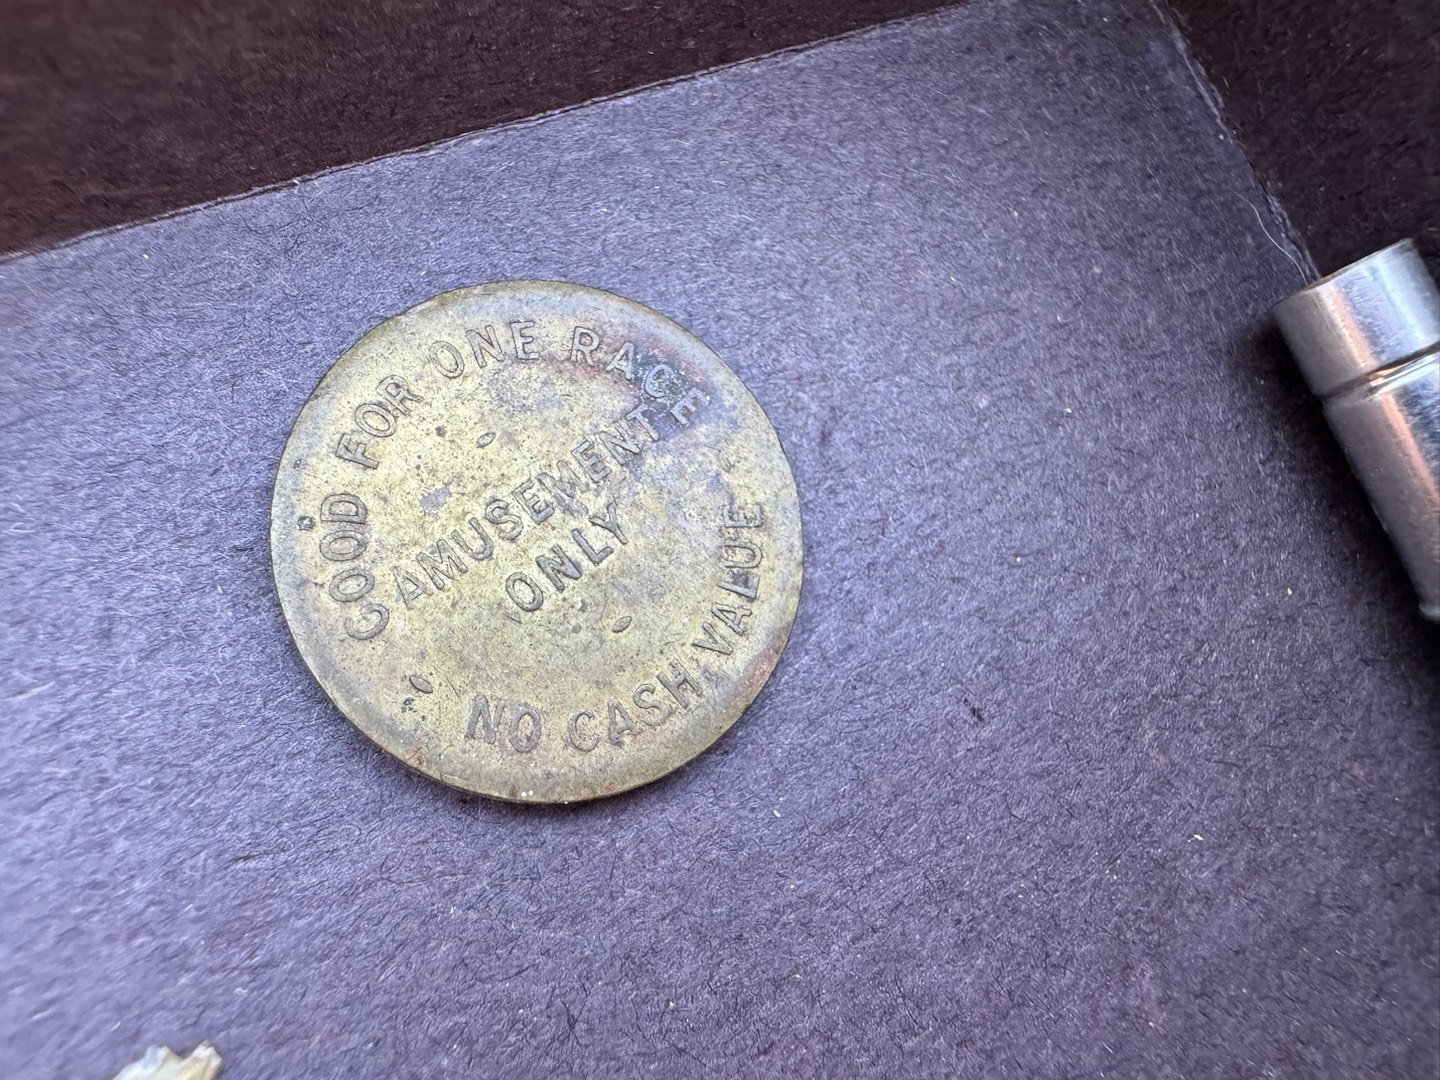 GOOD FOR ONE RACE
AMUSEMENT
ONLY
NO CASH VALUE